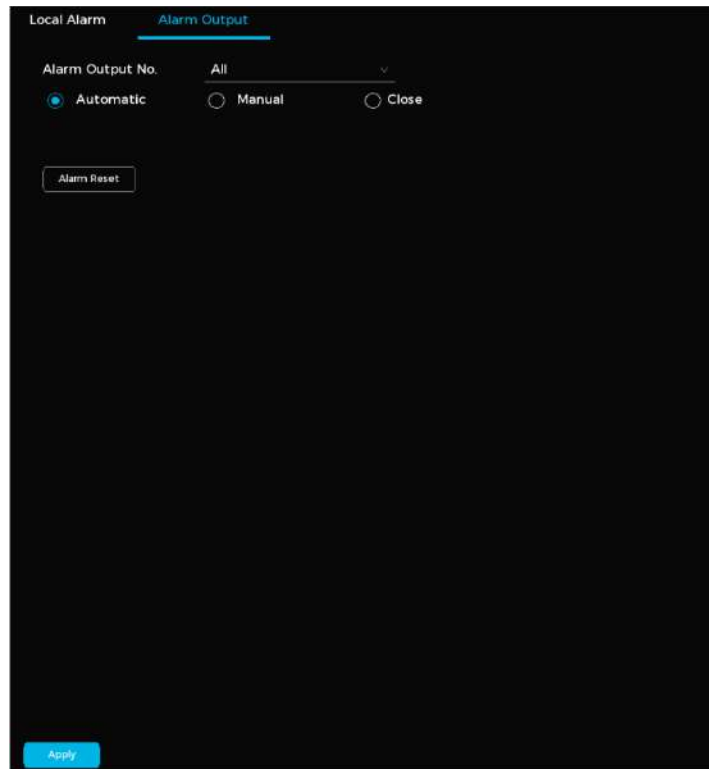 Local Alarm Alarm Output
Alarm Output No. All
Automatic Manual Close
Alarm Reset
Apply